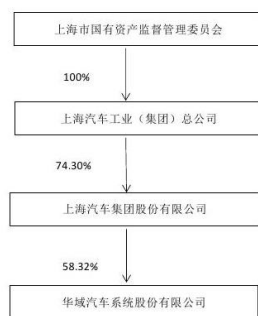 上海市国有资产监督管理委员会
100%
上海汽车工业（集团）总公司
74.30%
上海汽车集团股份有限公司
58.32%
华域汽车系统股份有限公司